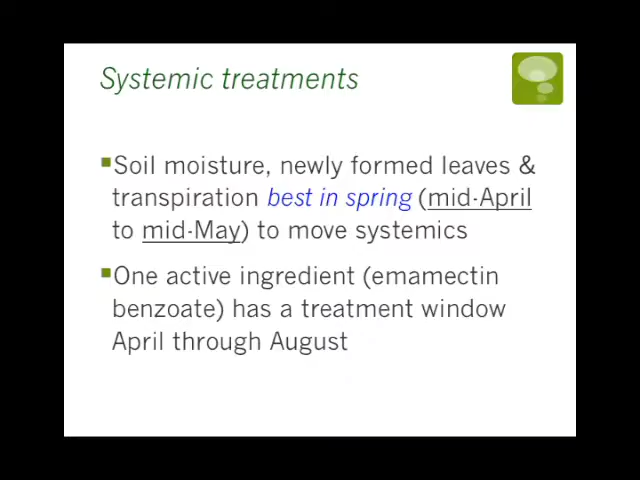 Systemic treatments
▪Soil moisture, newly formed leaves &
transpiration best in spring (mid-April
to mid-May) to move systemics
▪One active ingredient (emamectin
benzoate) has a treatment window
April through August